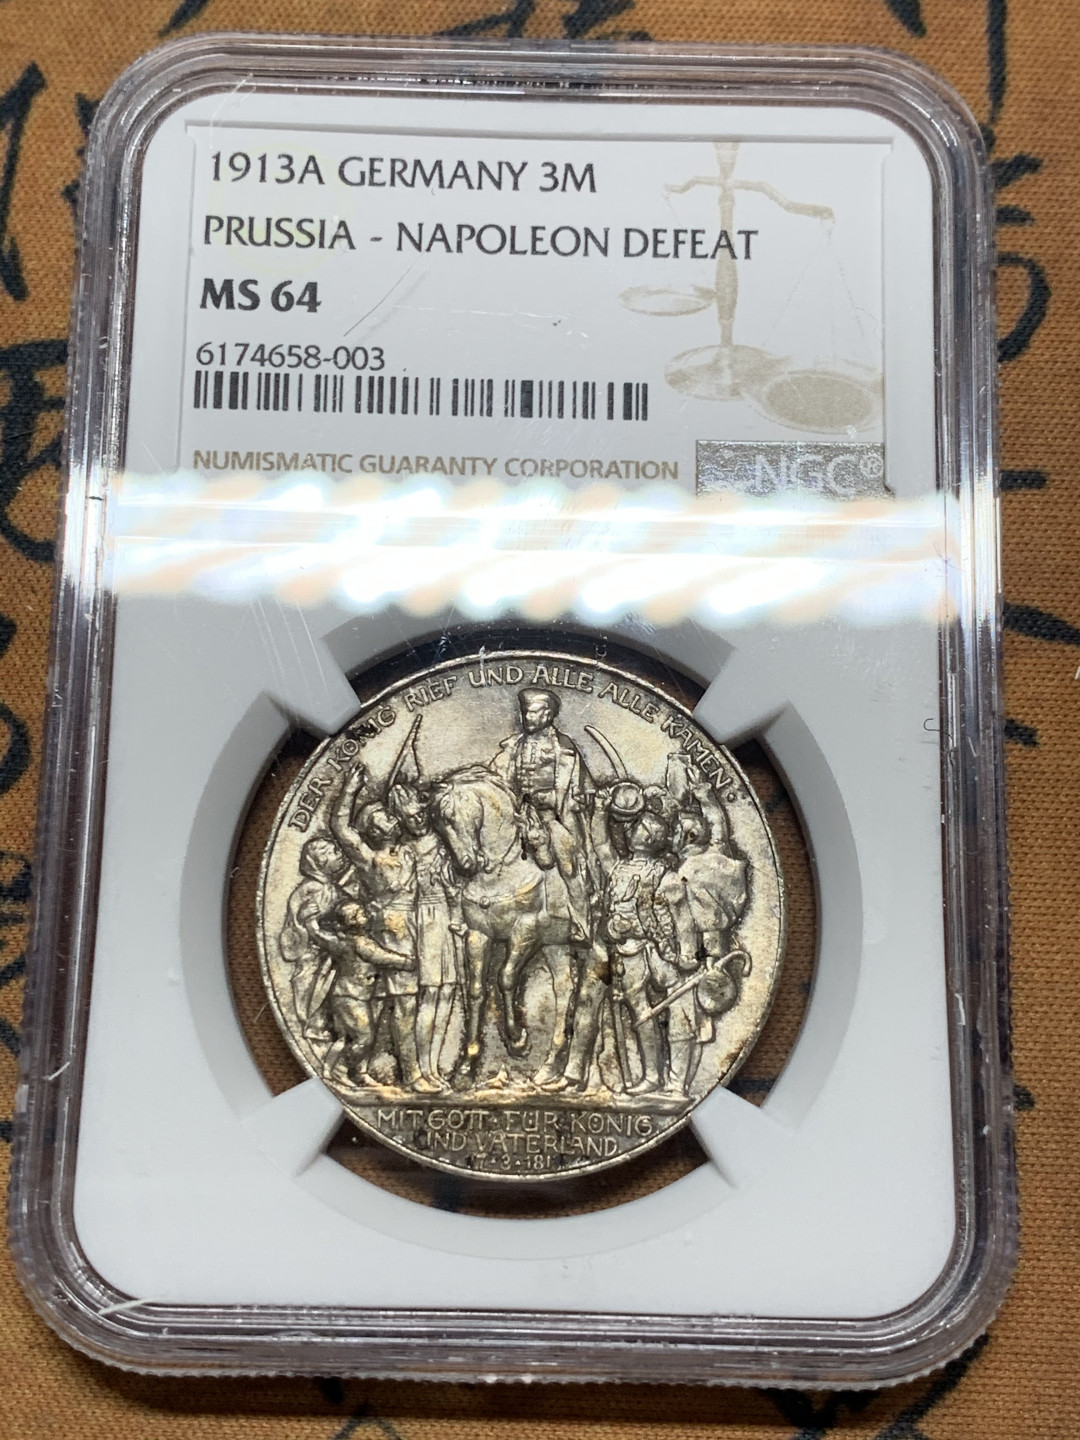 1913A GERMANY 3M
PRUSSIA - NAPOLEON DEFEAT
MS 64
6174658-003
NUMISMATIC GUARANTY CORPORATION
NGC®
DER KÖNIG RIEF UND ALLE ALLE KAMEN
MIT GOTT FÜR KÖNIG
UND VATERLAND